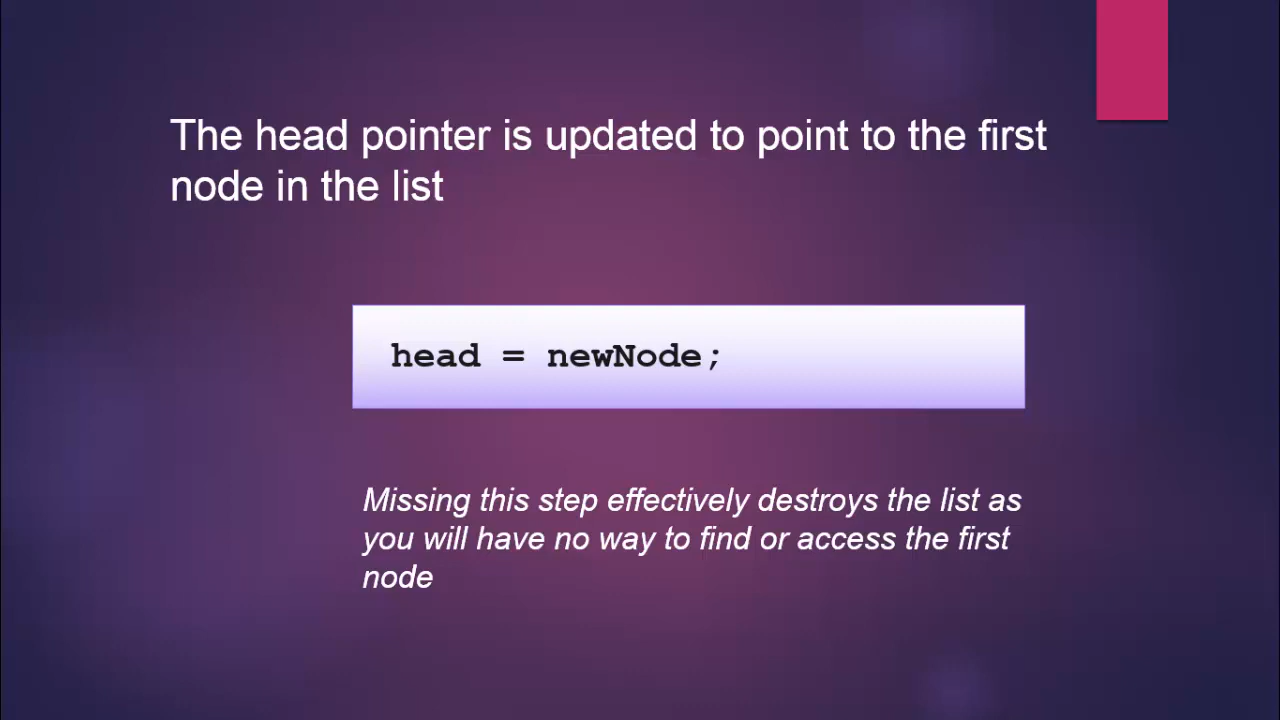 The head pointer is updated to point to the first
node in the list
head = newNode;
Missing this step effectively destroys the list as
you will have no way to find or access the first
node